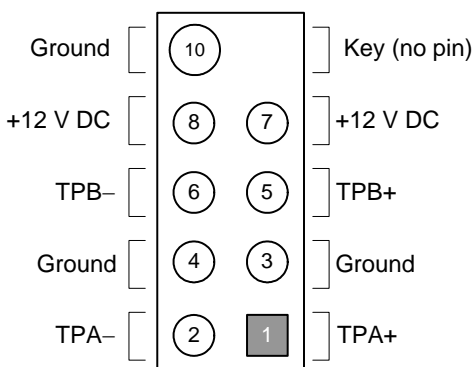 Ground 10 Key (no pin)
+12 V DC 8 7 +12 V DC
TPB− 6 5 TPB+
Ground 4 3 Ground
TPA− 2 1 TPA+